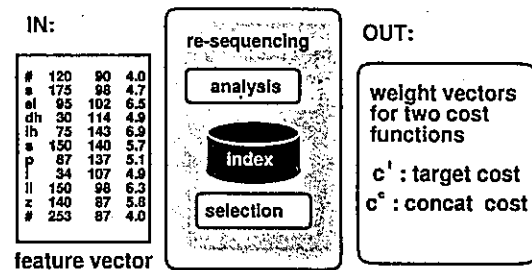 IN:
# 120 90 4.0
s 175 98 4.7
ei 95 102 6.5
dh 30 114 4.9
ih 75 143 6.9
s 150 140 5.7
p 87 137 5.1
l 34 107 4.9
ii 150 98 6.3
z 140 87 5.8
# 253 87 4.0
feature vector
re-sequencing
analysis
index
selection
OUT:
weight vectors
for two cost
functions
c : target cost
c : concat cost